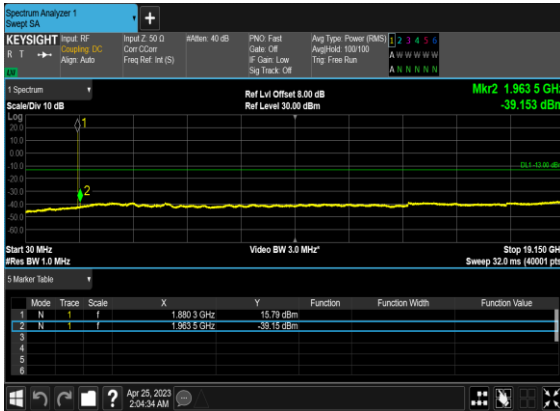 Spectrum Analyzer 1
Swept SA
+
KEYSIGHT
R T
Input: RF
Coupling: DC
Align: Auto
Input Z: 50 Ω
Corr CCorr
Freq Ref: Int (S)
#Atten: 40 dB
PNO: Fast
Gate: Off
IF Gain: Low
Sig Track: Off
Avg Type: Power (RMS)
Avg|Hold: 100/100
Trig: Free Run
1 2 3 4 5 6
A W W W W W
A N N N N N
1 Spectrum
Scale/Div 10 dB
Ref Lvl Offset 8.00 dB
Ref Level 30.00 dBm
Mkr2 1.963 5 GHz
-39.153 dBm
Log
20.0
10.0
0.00
-10.0
-20.0
-30.0
-40.0
-50.0
-60.0
1
2
DL1 -13.00 dBm
Start 30 MHz
#Res BW 1.0 MHz
Video BW 3.0 MHz*
Stop 19.150 GHz
Sweep 32.0 ms (40001 pts)
5 Marker Table
Mode Trace Scale X Y Function Function Width Function Value
1 N 1 f 1.880 3 GHz 15.79 dBm
2 N 1 f 1.963 5 GHz -39.15 dBm
3
4
5
6
?
Apr 25, 2023
2:04:34 AM